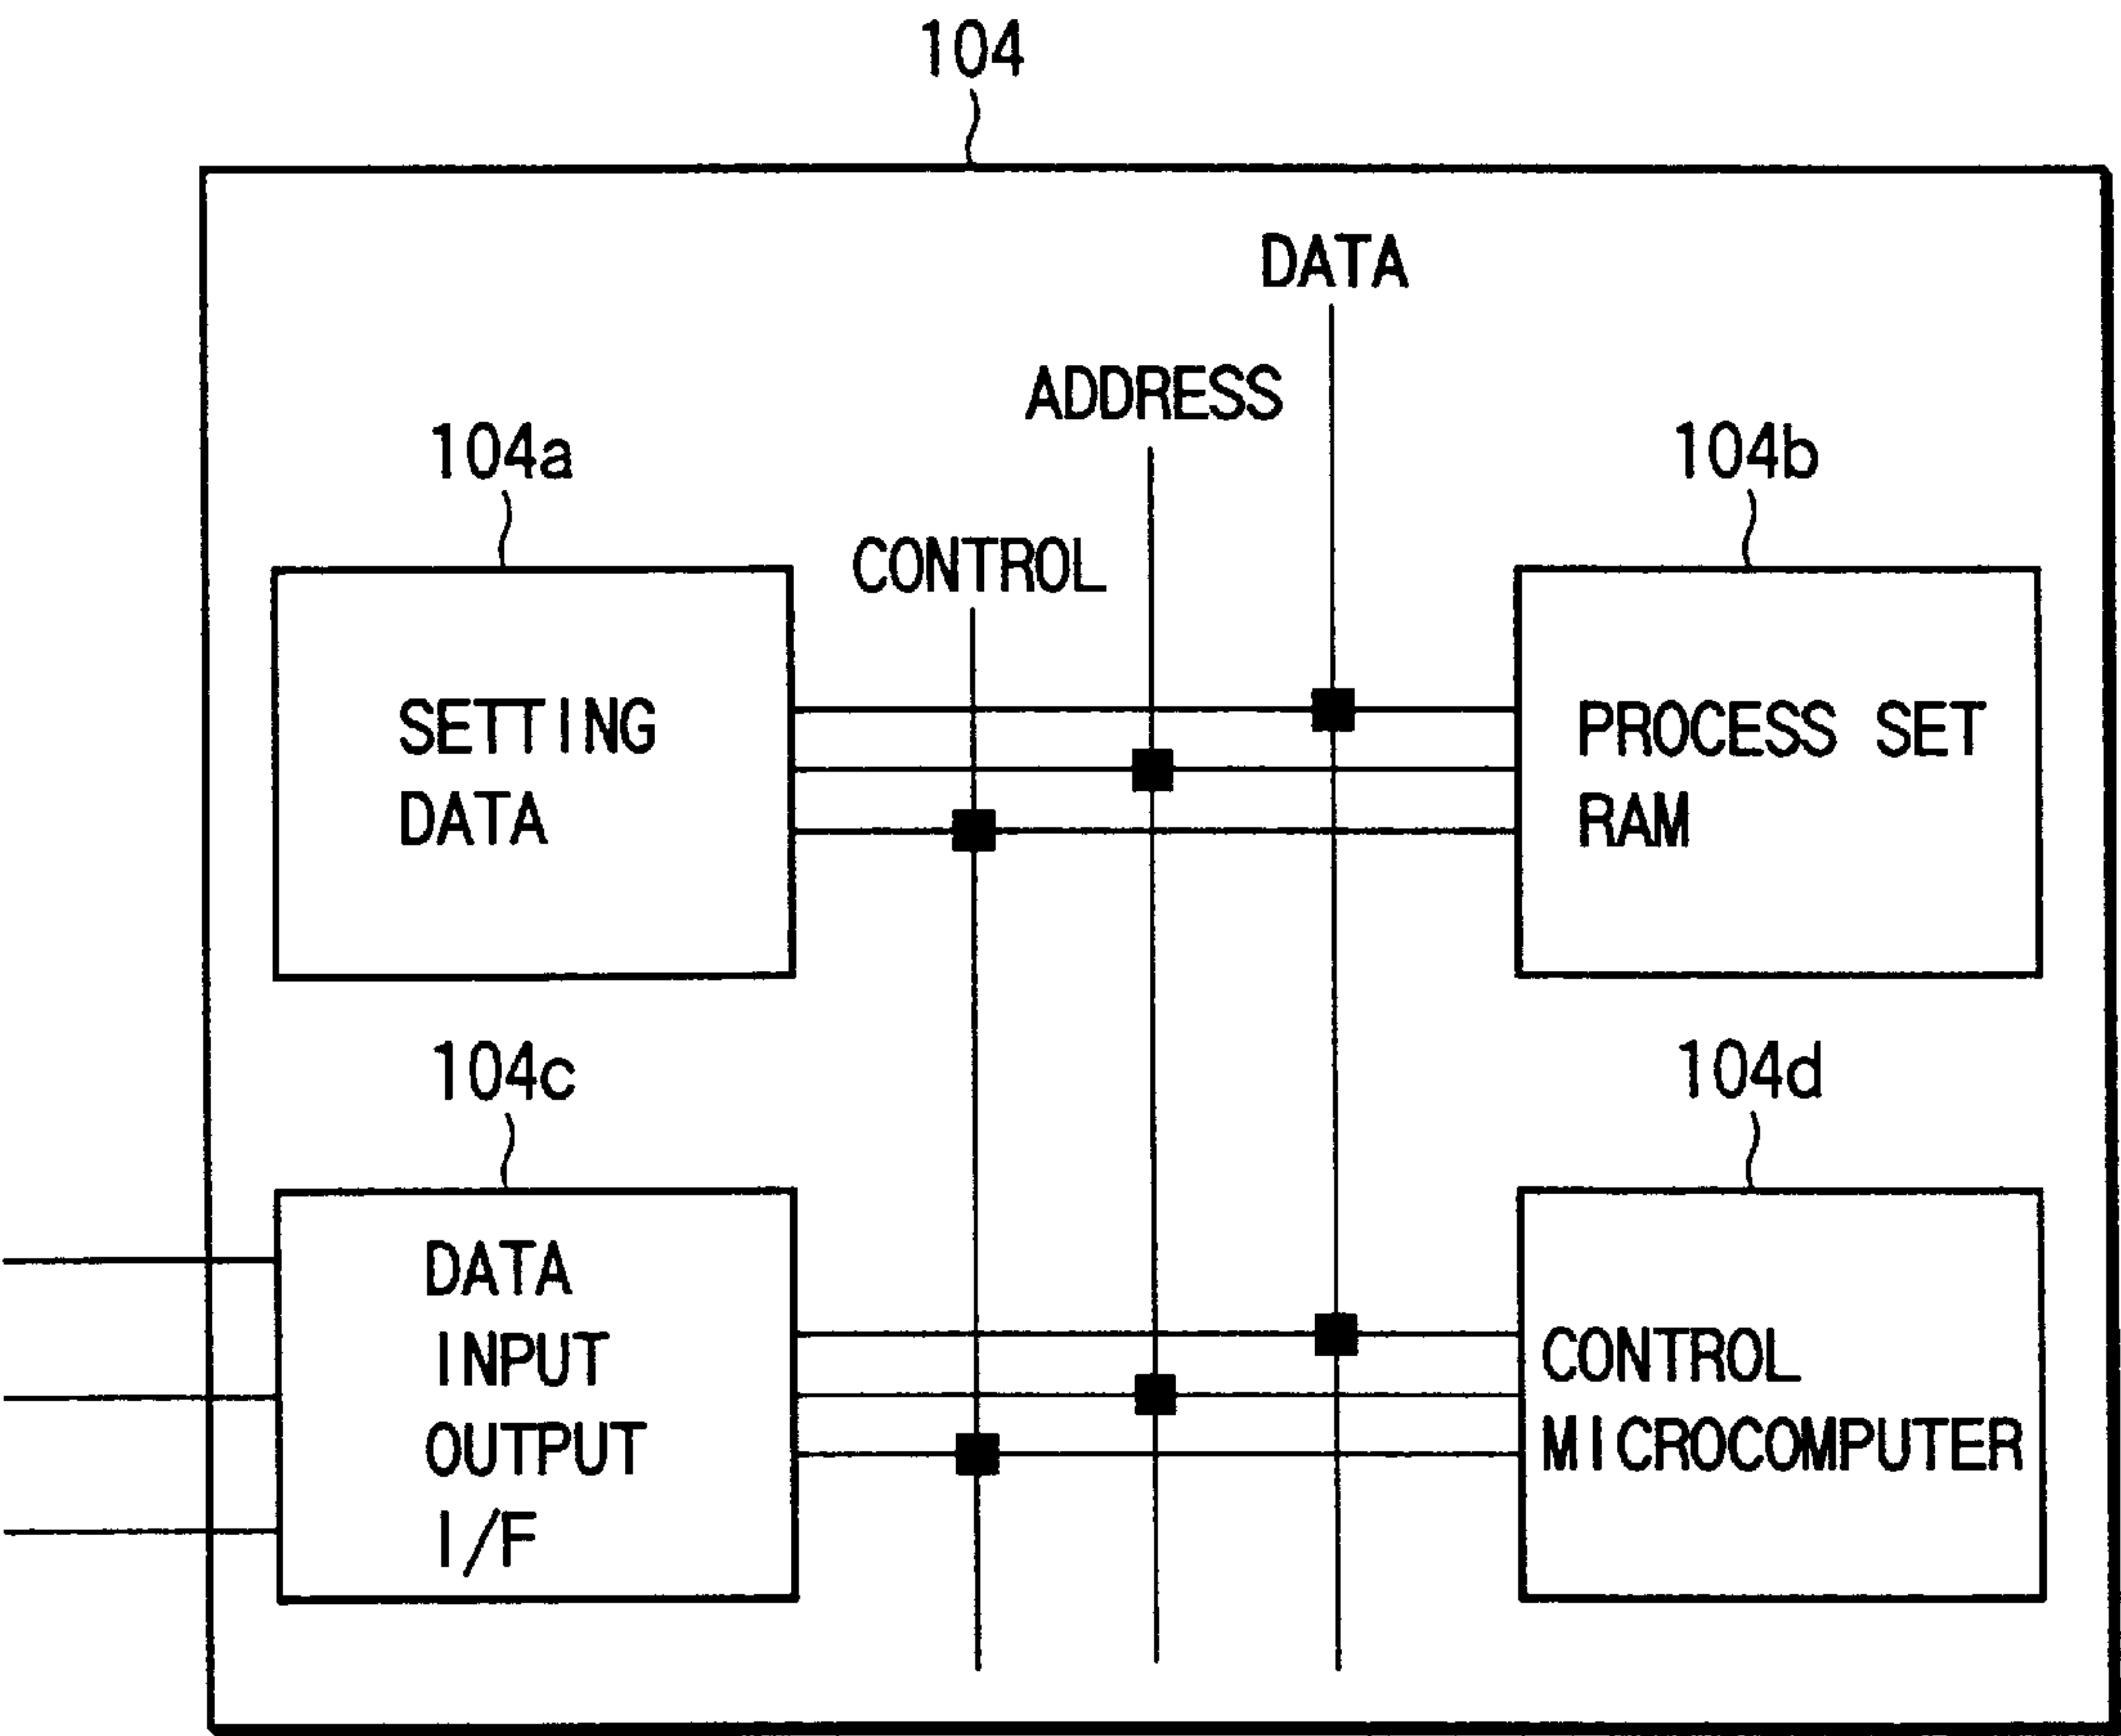 104
DATA
ADDRESS
104a
104b
CONTROL
SETTING
DATA
PROCESS SET
RAM
104c
104d
DATA
INPUT
OUTPUT
I/F
CONTROL
MICROCOMPUTER